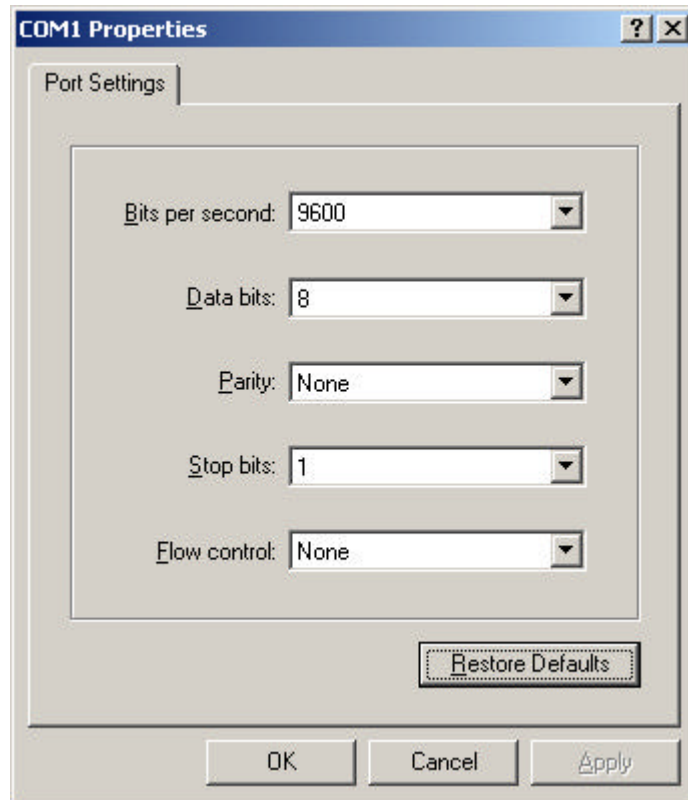 COM1 Properties
Port Settings
Bits per second: 9600
Data bits: 8
Parity: None
Stop bits: 1
Flow control: None
Restore Defaults
OK Cancel Apply